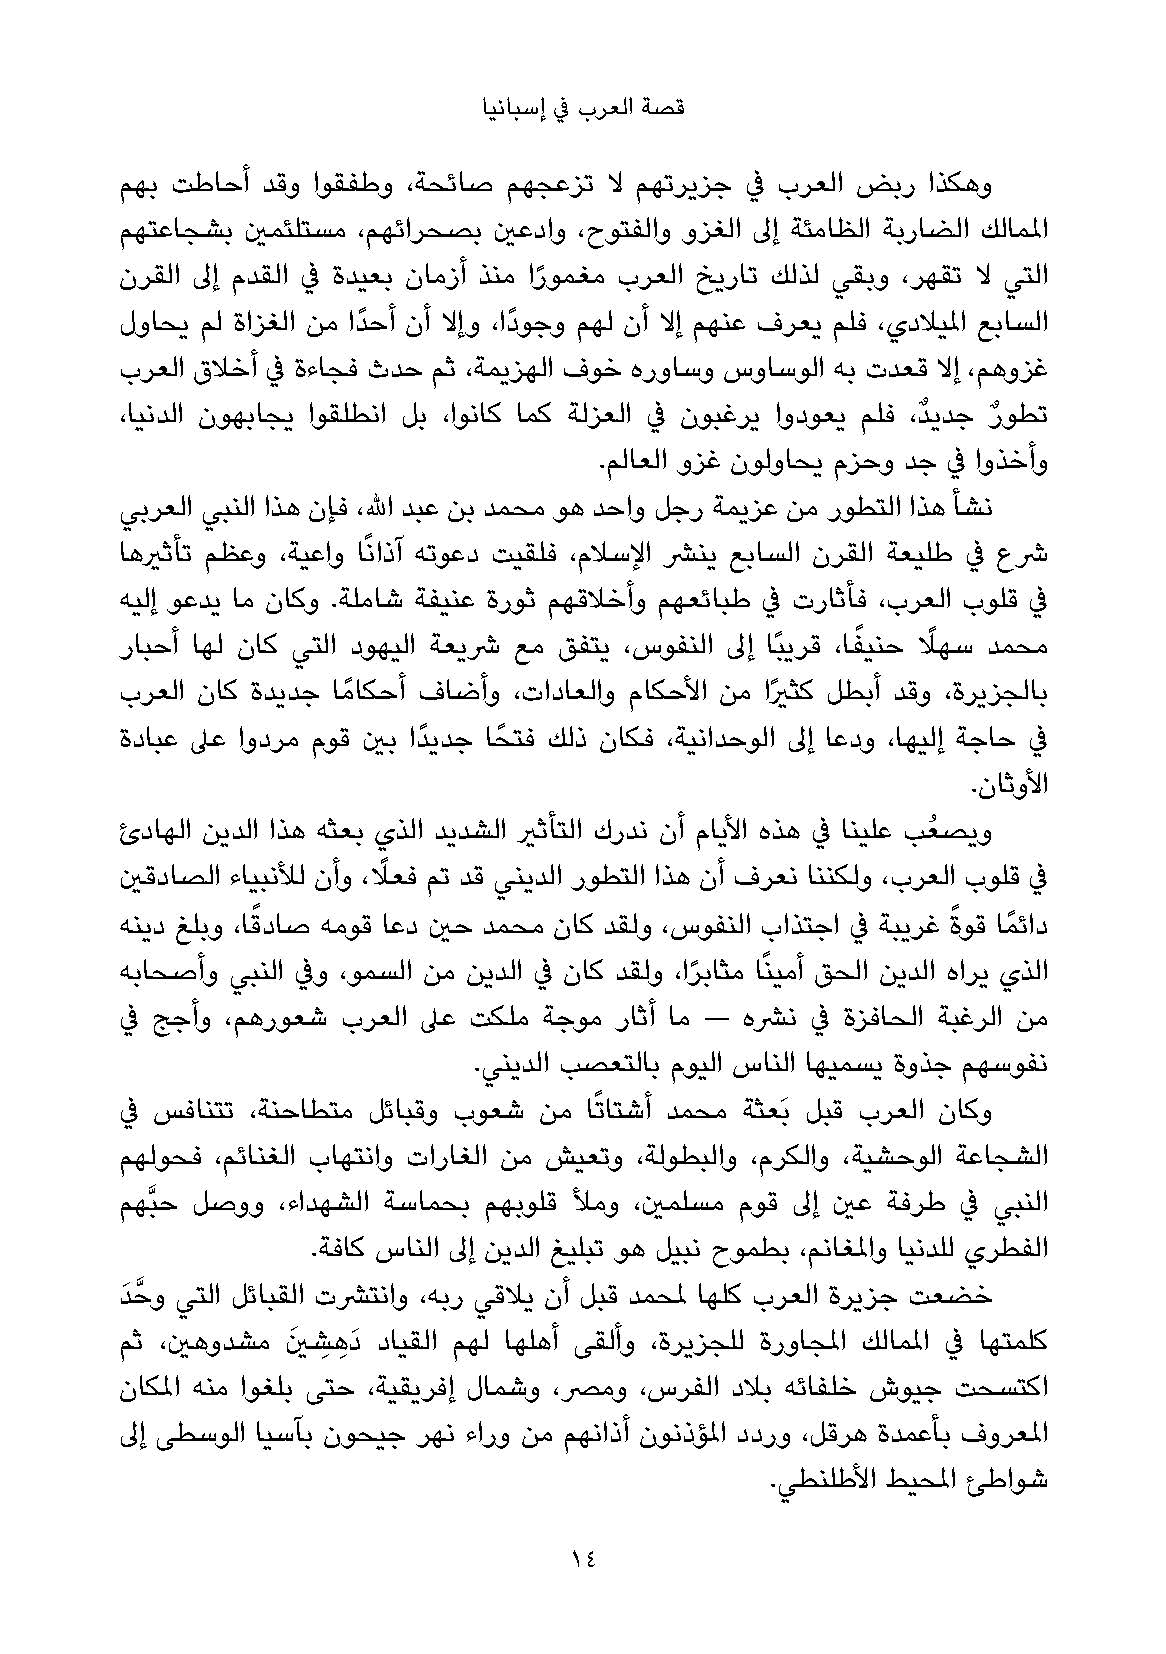 قصة العرب في إسبانيا
وهكذا ربض العرب في جزيرتهم لا تزعجهم صائحة، وطفقوا وقد أحاطت بهم
الممالك الضاربة الظامئة إلى الغزو والفتوح، وادعين بصحرائهم، مستلئمين بشجاعتهم
التي لا تقهر، وبقي لذلك تاريخ العرب مغمورًا منذ أزمان بعيدة في القدم إلى القرن
السابع الميلادي، فلم يعرف عنهم إلا أن لهم وجودًا، وإلا أن أحدًا من الغزاة لم يحاول
غزوهم، إلا قعدت به الوساوس وساوره خوف الهزيمة، ثم حدث فجاءة في أخلاق العرب
تطورٌ جديدٌ، فلم يعودوا يرغبون في العزلة كما كانوا، بل انطلقوا يجابهون الدنيا،
وأخذوا في جد وحزم يحاولون غزو العالم.
نشأ هذا التطور من عزيمة رجل واحد هو محمد بن عبد الله، فإن هذا النبي العربي
شرع في طليعة القرن السابع ينشر الإسلام، فلقيت دعوته آذانًا واعية، وعظم تأثيرها
في قلوب العرب، فأثارت في طبائعهم وأخلاقهم ثورة عنيفة شاملة. وكان ما يدعو إليه
محمد سهلًا حنيفًا، قريبًا إلى النفوس، يتفق مع شريعة اليهود التي كان لها أحبار
بالجزيرة، وقد أبطل كثيرًا من الأحكام والعادات، وأضاف أحكامًا جديدة كان العرب
في حاجة إليها، ودعا إلى الوحدانية، فكان ذلك فتحًا جديدًا بين قوم مردوا على عبادة
الأوثان.
ويصعُب علينا في هذه الأيام أن ندرك التأثير الشديد الذي بعثه هذا الدين الهادئ
في قلوب العرب، ولكننا نعرف أن هذا التطور الديني قد تم فعلًا، وأن للأنبياء الصادقين
دائمًا قوةً غريبة في اجتذاب النفوس، ولقد كان محمد حين دعا قومه صادقًا، وبلغ دينه
الذي يراه الدين الحق أمينًا مثابرًا، ولقد كان في الدين من السمو، وفي النبي وأصحابه
من الرغبة الحافزة في نشره — ما أثار موجة ملكت على العرب شعورهم، وأجج في
نفوسهم جذوة يسميها الناس اليوم بالتعصب الديني.
وكان العرب قبل بَعثة محمد أشتاتًا من شعوب وقبائل متطاحنة، تتنافس في
الشجاعة الوحشية، والكرم، والبطولة، وتعيش من الغارات وانتهاب الغنائم، فحولهم
النبي في طرفة عين إلى قوم مسلمين، وملأ قلوبهم بحماسة الشهداء، ووصل حبَّهم
الفطري للدنيا والمغانم، بطموح نبيل هو تبليغ الدين إلى الناس كافة.
خضعت جزيرة العرب كلها لمحمد قبل أن يلاقي ربه، وانتشرت القبائل التي وحَّدَ
كلمتها في الممالك المجاورة للجزيرة، وألقى أهلها لهم القياد دَهِشِينَ مشدوهين، ثم
اكتسحت جيوش خلفائه بلاد الفرس، ومصر، وشمال إفريقية، حتى بلغوا منه المكان
المعروف بأعمدة هرقل، وردد المؤذنون أذانهم من وراء نهر جيحون بآسيا الوسطى إلى
شواطئ المحيط الأطلنطي.
١٤